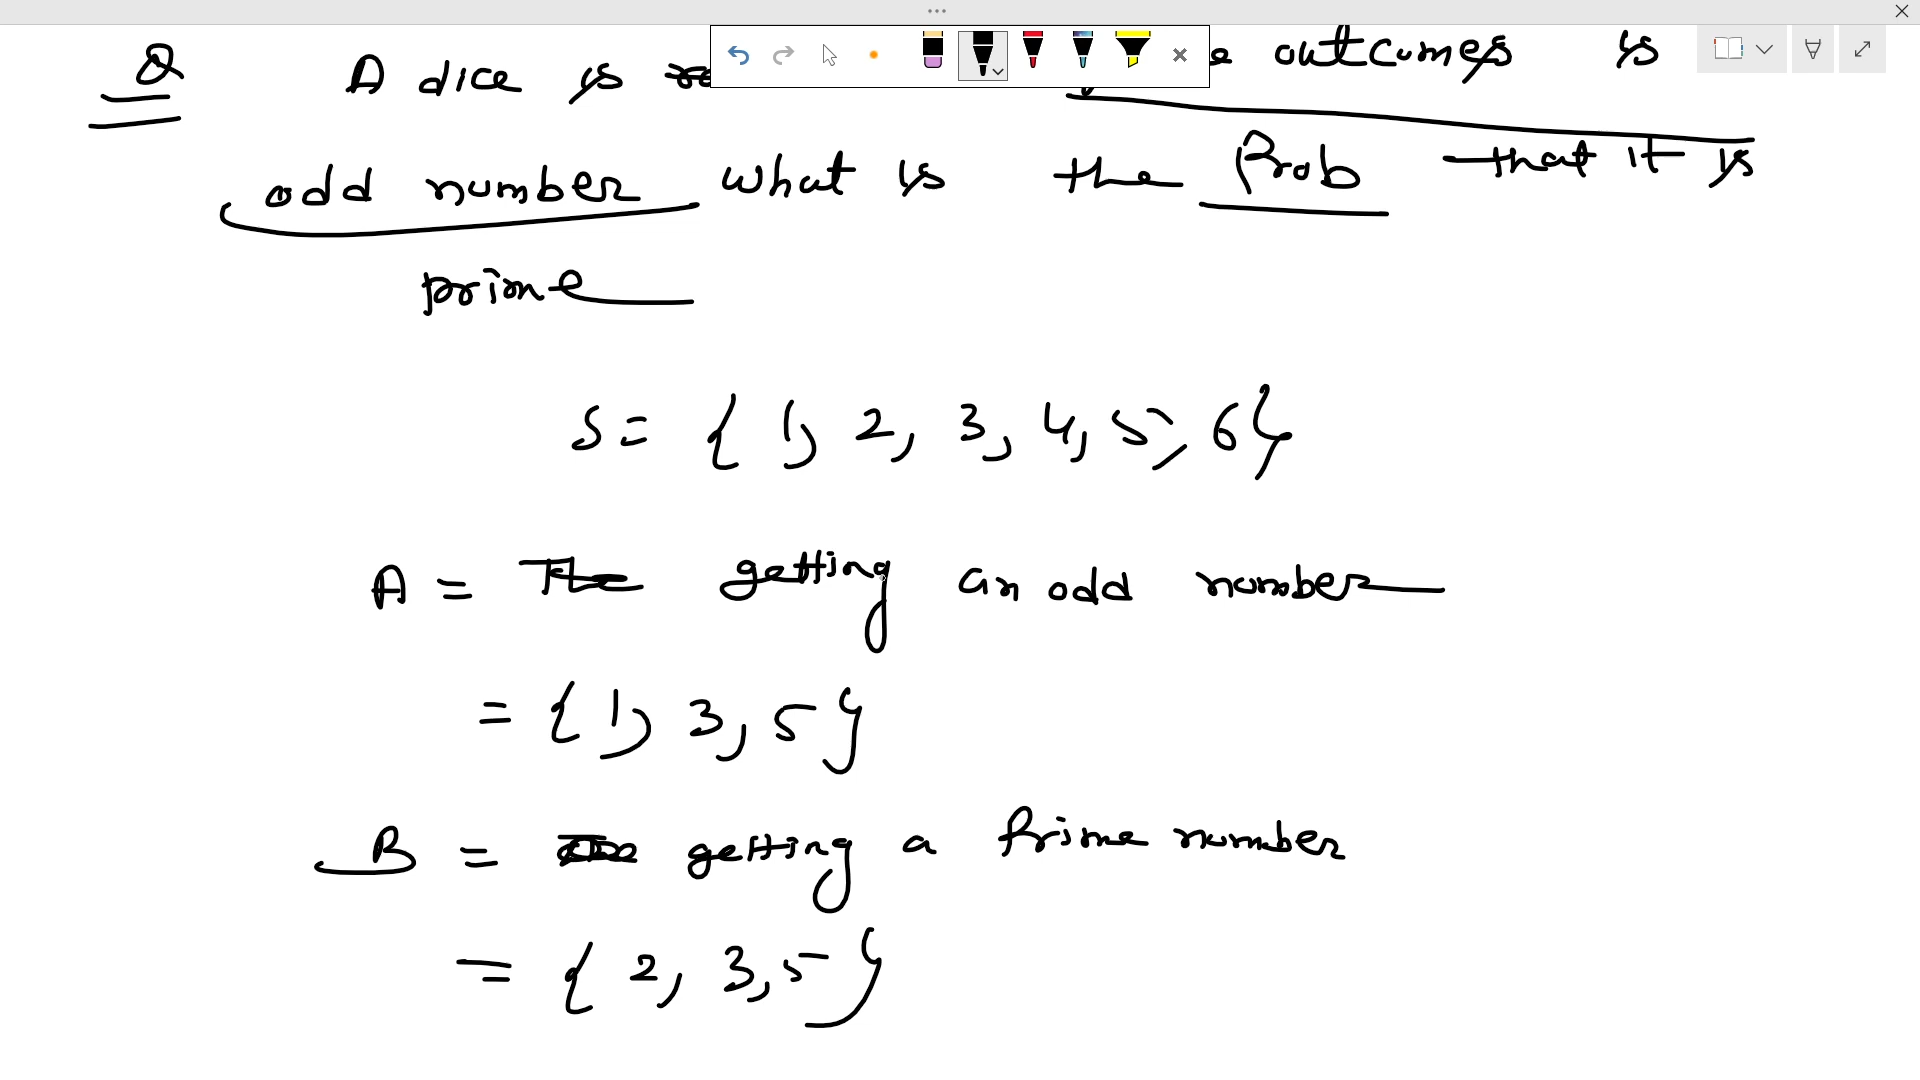 Q A dice is outcomes is
odd number what is the Prob that it is
prime
S = { 1, 2, 3, 4, 5, 6}
A = The getting an odd number
= { 1, 3, 5 }
B = getting a Prime number
= { 2, 3, 5 }